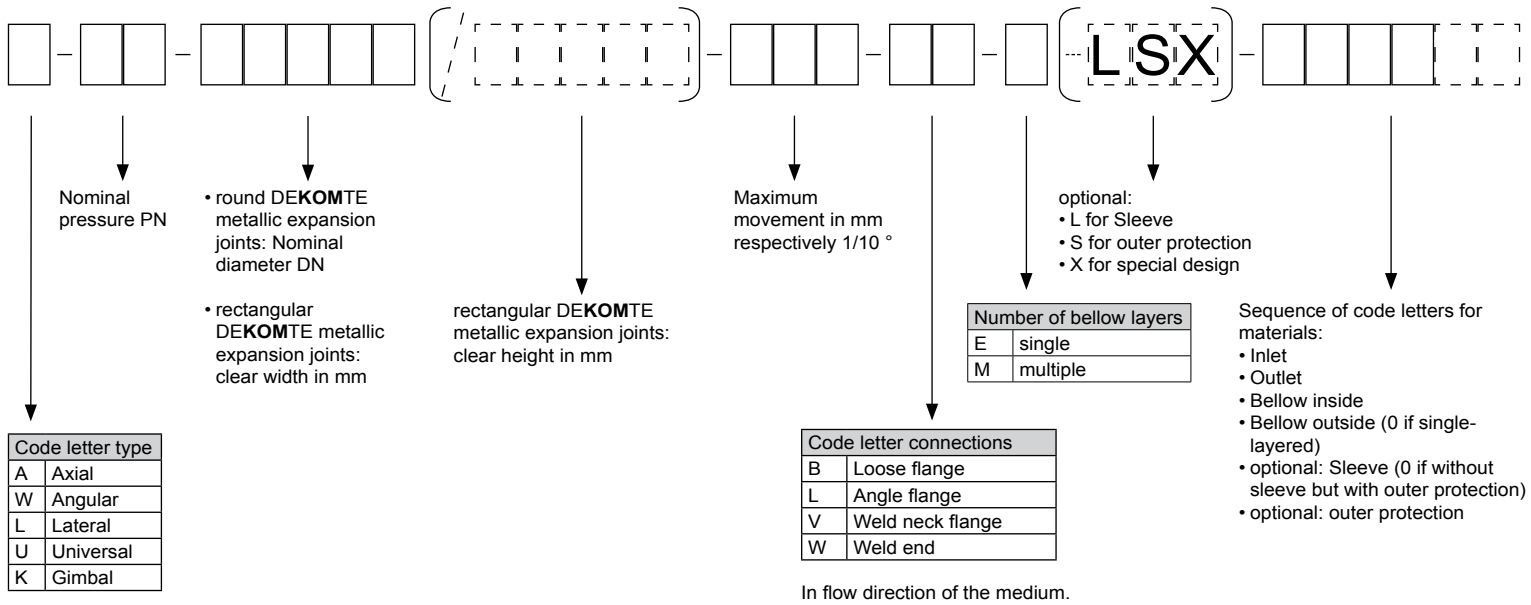 L S X
Nominal
pressure PN
• round DEKOMTE
metallic expansion
joints: Nominal
diameter DN
• rectangular
DEKOMTE metallic
expansion joints:
clear width in mm
rectangular DEKOMTE
metallic expansion joints:
clear height in mm
Maximum
movement in mm
respectively 1/10 °
optional:
• L for Sleeve
• S for outer protection
• X for special design
Number of bellow layers
E single
M multiple
Sequence of code letters for
materials:
• Inlet
• Outlet
• Bellow inside
• Bellow outside (0 if single-
layered)
• optional: Sleeve (0 if without
sleeve but with outer protection)
• optional: outer protection
Code letter type
A Axial
W Angular
L Lateral
U Universal
K Gimbal
Code letter connections
B Loose flange
L Angle flange
V Weld neck flange
W Weld end
In flow direction of the medium.